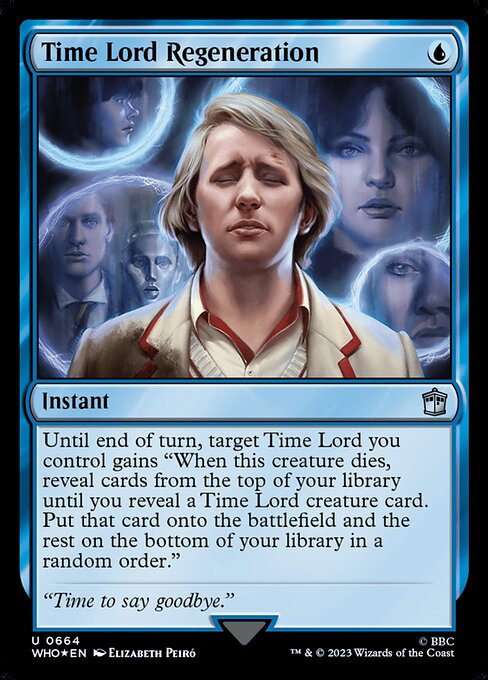 Time Lord Regeneration
Instant
Until end of turn, target Time Lord you
control gains “When this creature dies,
reveal cards from the top of your library
until you reveal a Time Lord creature card.
Put that card onto the battlefield and the
rest on the bottom of your library in a
random order.”
“Time to say goodbye.”
U 0664
WHO★EN Elizabeth Peiró
© BBC
™ & © 2023 Wizards of the Coast